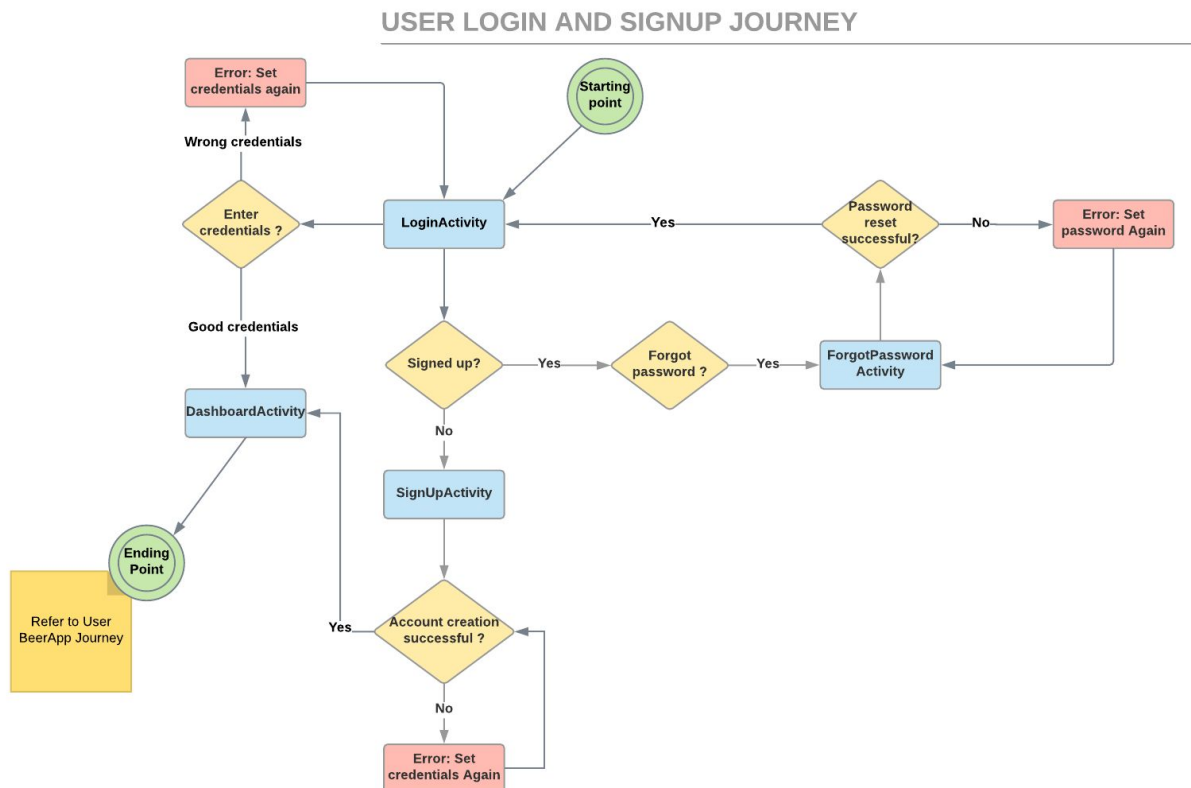 USER LOGIN AND SIGNUP JOURNEY
Error: Set
credentials again
Starting
point
Wrong credentials
Enter
credentials ?
LoginActivity
Yes
Password
reset
successful?
No
Error: Set
password Again
Good credentials
Signed up?
Yes
Forgot
password ?
Yes
ForgotPassword
Activity
DashboardActivity
No
SignUpActivity
Ending
Point
Refer to User
BeerApp Journey
Yes
Account creation
successful ?
No
Error: Set
credentials Again